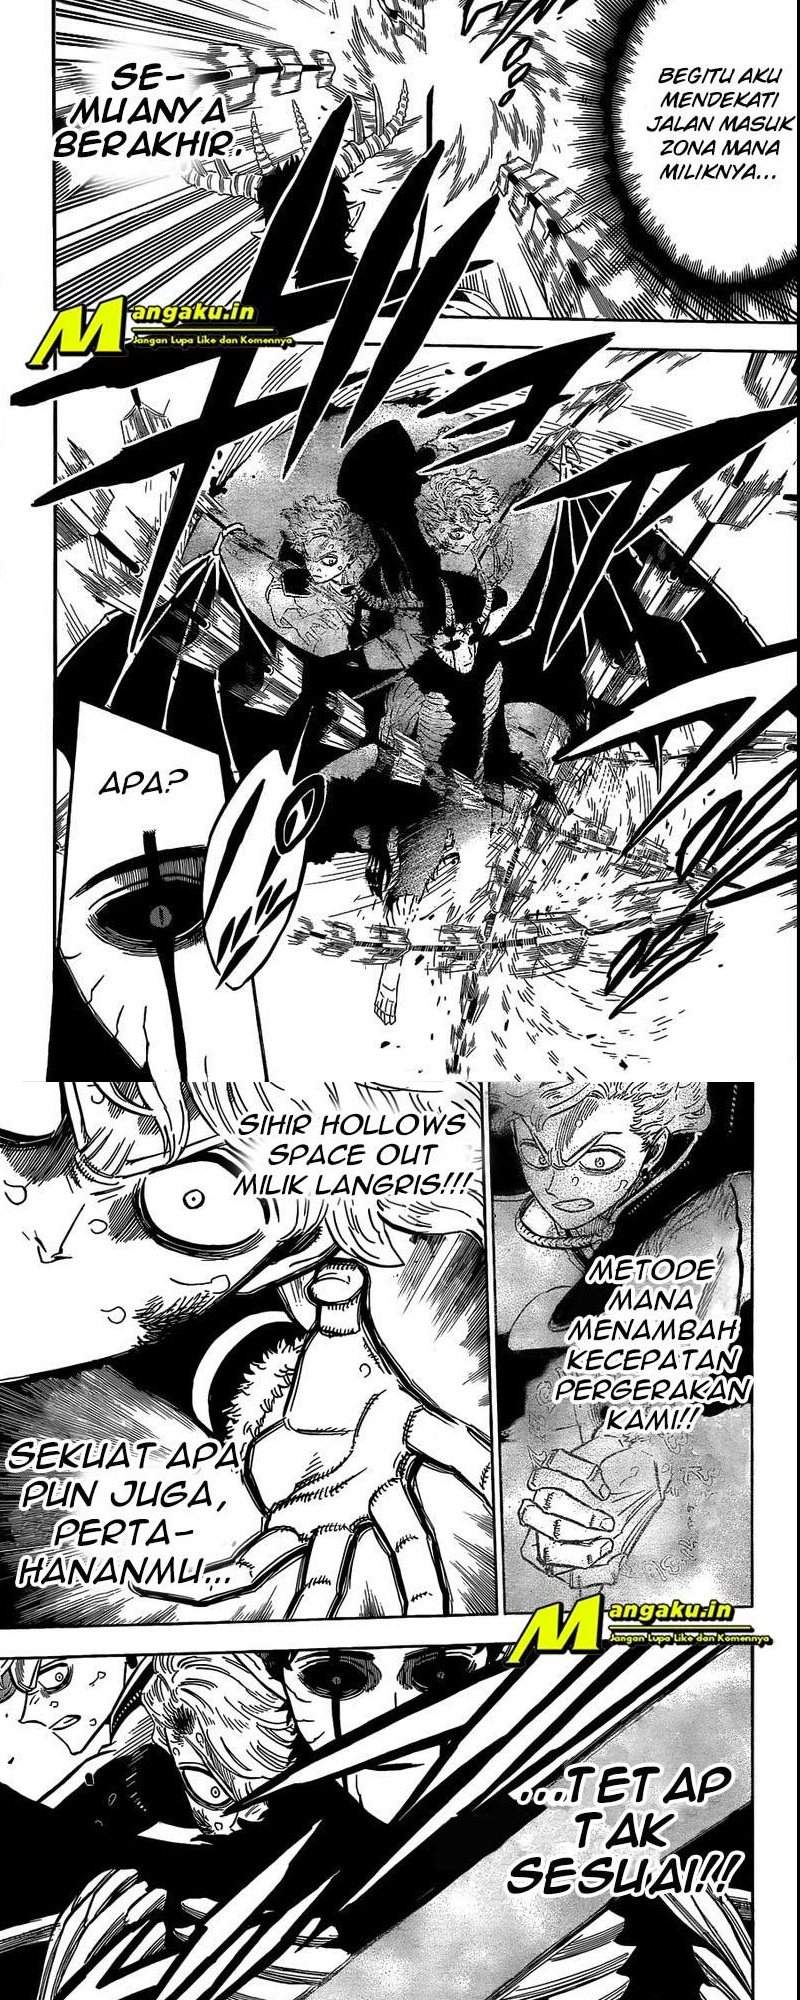 BEGITU AKU
MENDEKATI
JALAN MASUK
ZONA MANA
MILIKNYA...
SE-
MUANYA
BERAKHIR.
Mangaku.in
Jangan Lupa Like dan Komennya
APA?
SIHIR HOLLOWS
SPACE OUT
MILIK LANGRIS!!!
METODE
MANA
MENAMBAH
KECEPATAN
PERGERAKAN
KAMI!!
SEKUAT APA
PUN JUGA,
PERTA-
HANANMU...
Mangaku.in
Jangan Lupa Like dan Komennya
...TETAP
TAK
SESUAI!!